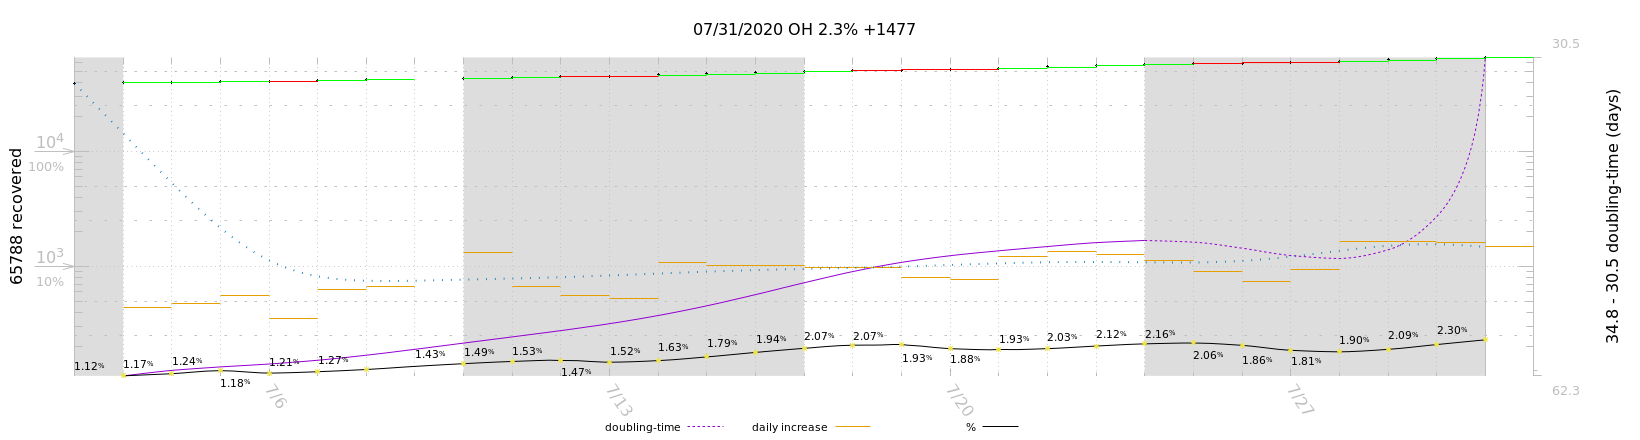 07/31/2020 OH 2.3% +1477
30.5
10⁴
100%
10³
10%
65788 recovered
34.8 - 30.5 doubling-time (days)
1.12% 1.17% 1.24% 1.18% 1.21% 1.27% 1.43% 1.49% 1.53% 1.47% 1.52% 1.63% 1.79% 1.94% 2.07% 2.07% 1.93% 1.88% 1.93% 2.03% 2.12% 2.16% 2.06% 1.86% 1.81% 1.90% 2.09% 2.30%
62.3
7/6 7/13 7/20 7/27
doubling-time daily increase %